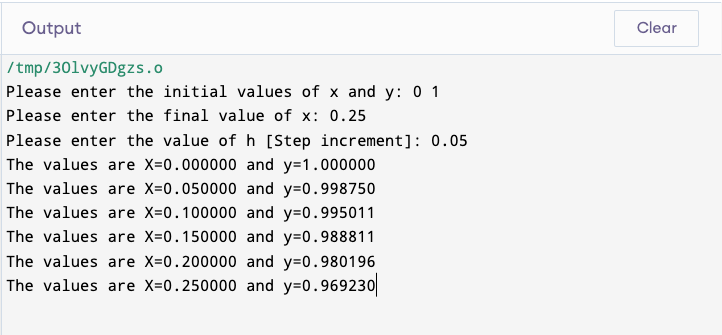 Output
Clear
/tmp/3OlvyGDgzs.o
Please enter the initial values of x and y: 0 1
Please enter the final value of x: 0.25
Please enter the value of h [Step increment]: 0.05
The values are X=0.000000 and y=1.000000
The values are X=0.050000 and y=0.998750
The values are X=0.100000 and y=0.995011
The values are X=0.150000 and y=0.988811
The values are X=0.200000 and y=0.980196
The values are X=0.250000 and y=0.969230